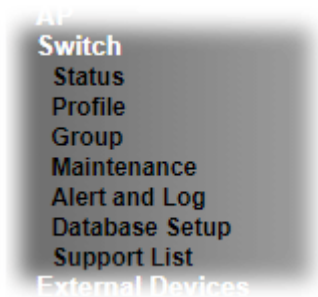 AP
Switch
Status
Profile
Group
Maintenance
Alert and Log
Database Setup
Support List
External Devices